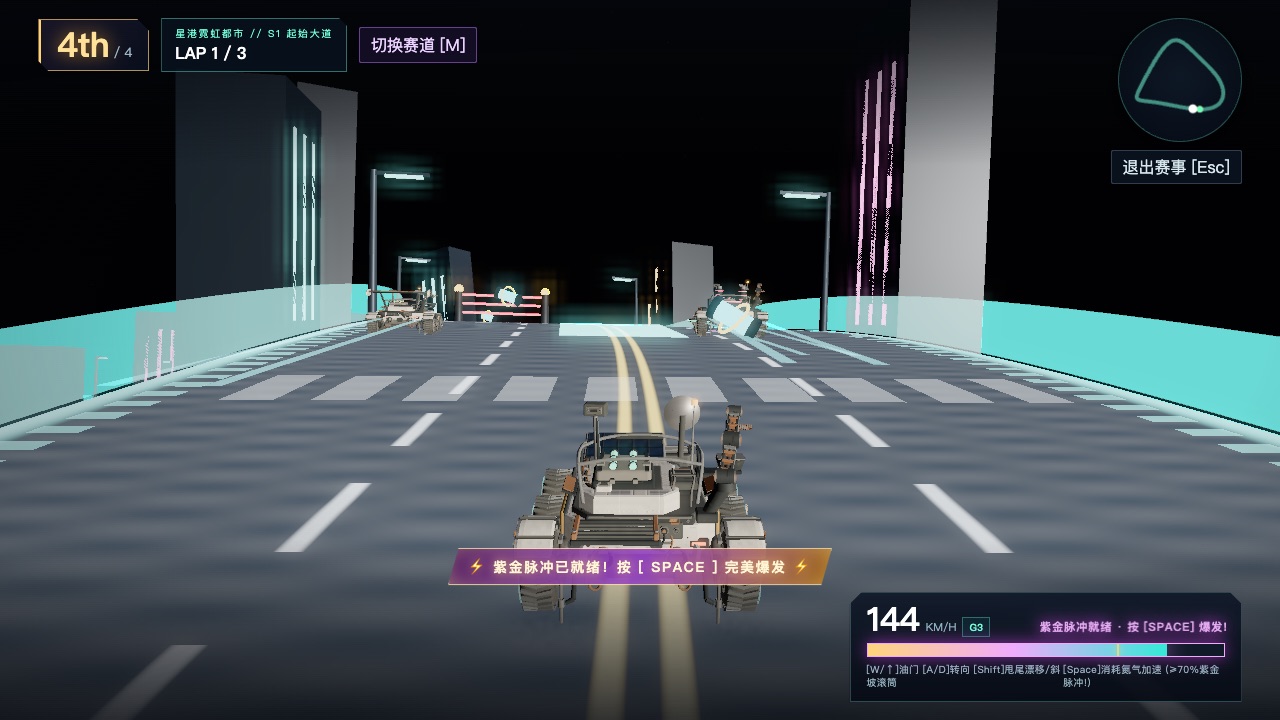 4th / 4
星港霓虹都市 // S1 起始大道
LAP 1 / 3
切换赛道 [M]
退出赛事 [Esc]
⚡ 紫金脉冲已就绪！按 [ SPACE ] 完美爆发 ⚡
144 KM/H G3
紫金脉冲就绪 · 按 [SPACE] 爆发!
[W/↑]油门 [A/D]转向 [Shift]甩尾漂移/斜坡滚筒
[Space]消耗氮气加速 (≥70%紫金脉冲!)